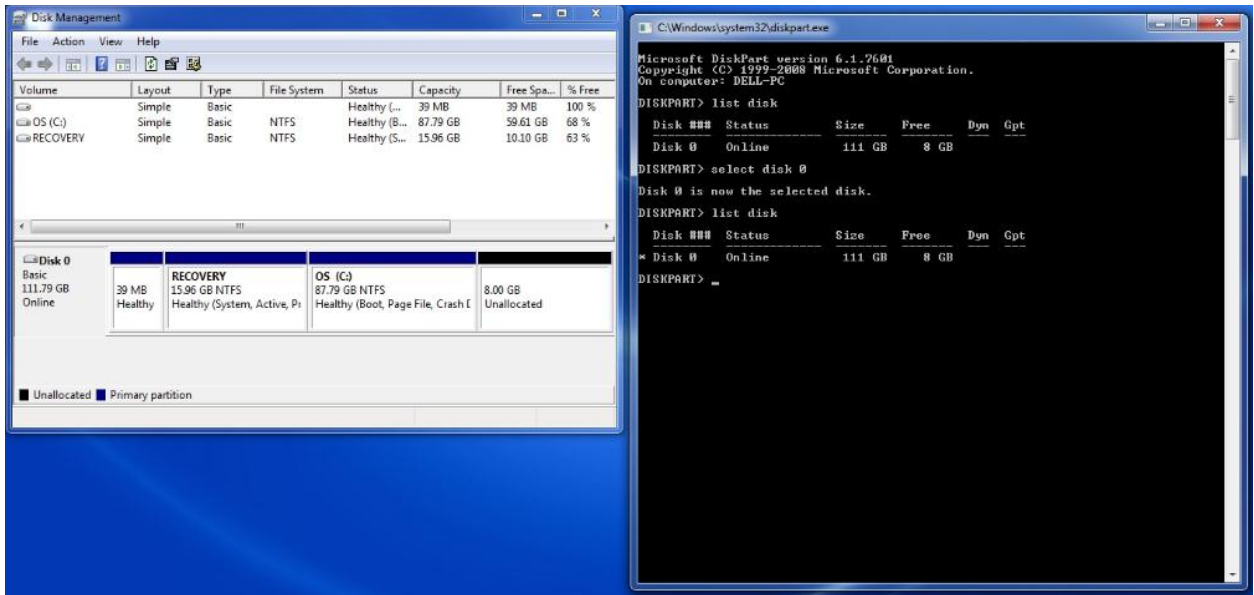 Disk Management
File Action View Help
Volume Layout Type File System Status Capacity Free Spa... % Free
Simple Basic Healthy (... 39 MB 39 MB 100 %
OS (C:) Simple Basic NTFS Healthy (B... 87.79 GB 59.61 GB 68 %
RECOVERY Simple Basic NTFS Healthy (S... 15.96 GB 10.10 GB 63 %
Disk 0
Basic
111.79 GB
Online
39 MB
Healthy
RECOVERY
15.96 GB NTFS
Healthy (System, Active, Pr
OS (C:)
87.79 GB NTFS
Healthy (Boot, Page File, Crash D
8.00 GB
Unallocated
Unallocated Primary partition
C:\Windows\system32\diskpart.exe
Microsoft DiskPart version 6.1.7601
Copyright (C) 1999-2008 Microsoft Corporation.
On computer: DELL-PC
DISKPART> list disk
Disk ### Status Size Free Dyn Gpt
-------- ------------- ------- ------- --- ---
Disk 0 Online 111 GB 8 GB
DISKPART> select disk 0
Disk 0 is now the selected disk.
DISKPART> list disk
Disk ### Status Size Free Dyn Gpt
-------- ------------- ------- ------- --- ---
* Disk 0 Online 111 GB 8 GB
DISKPART> _